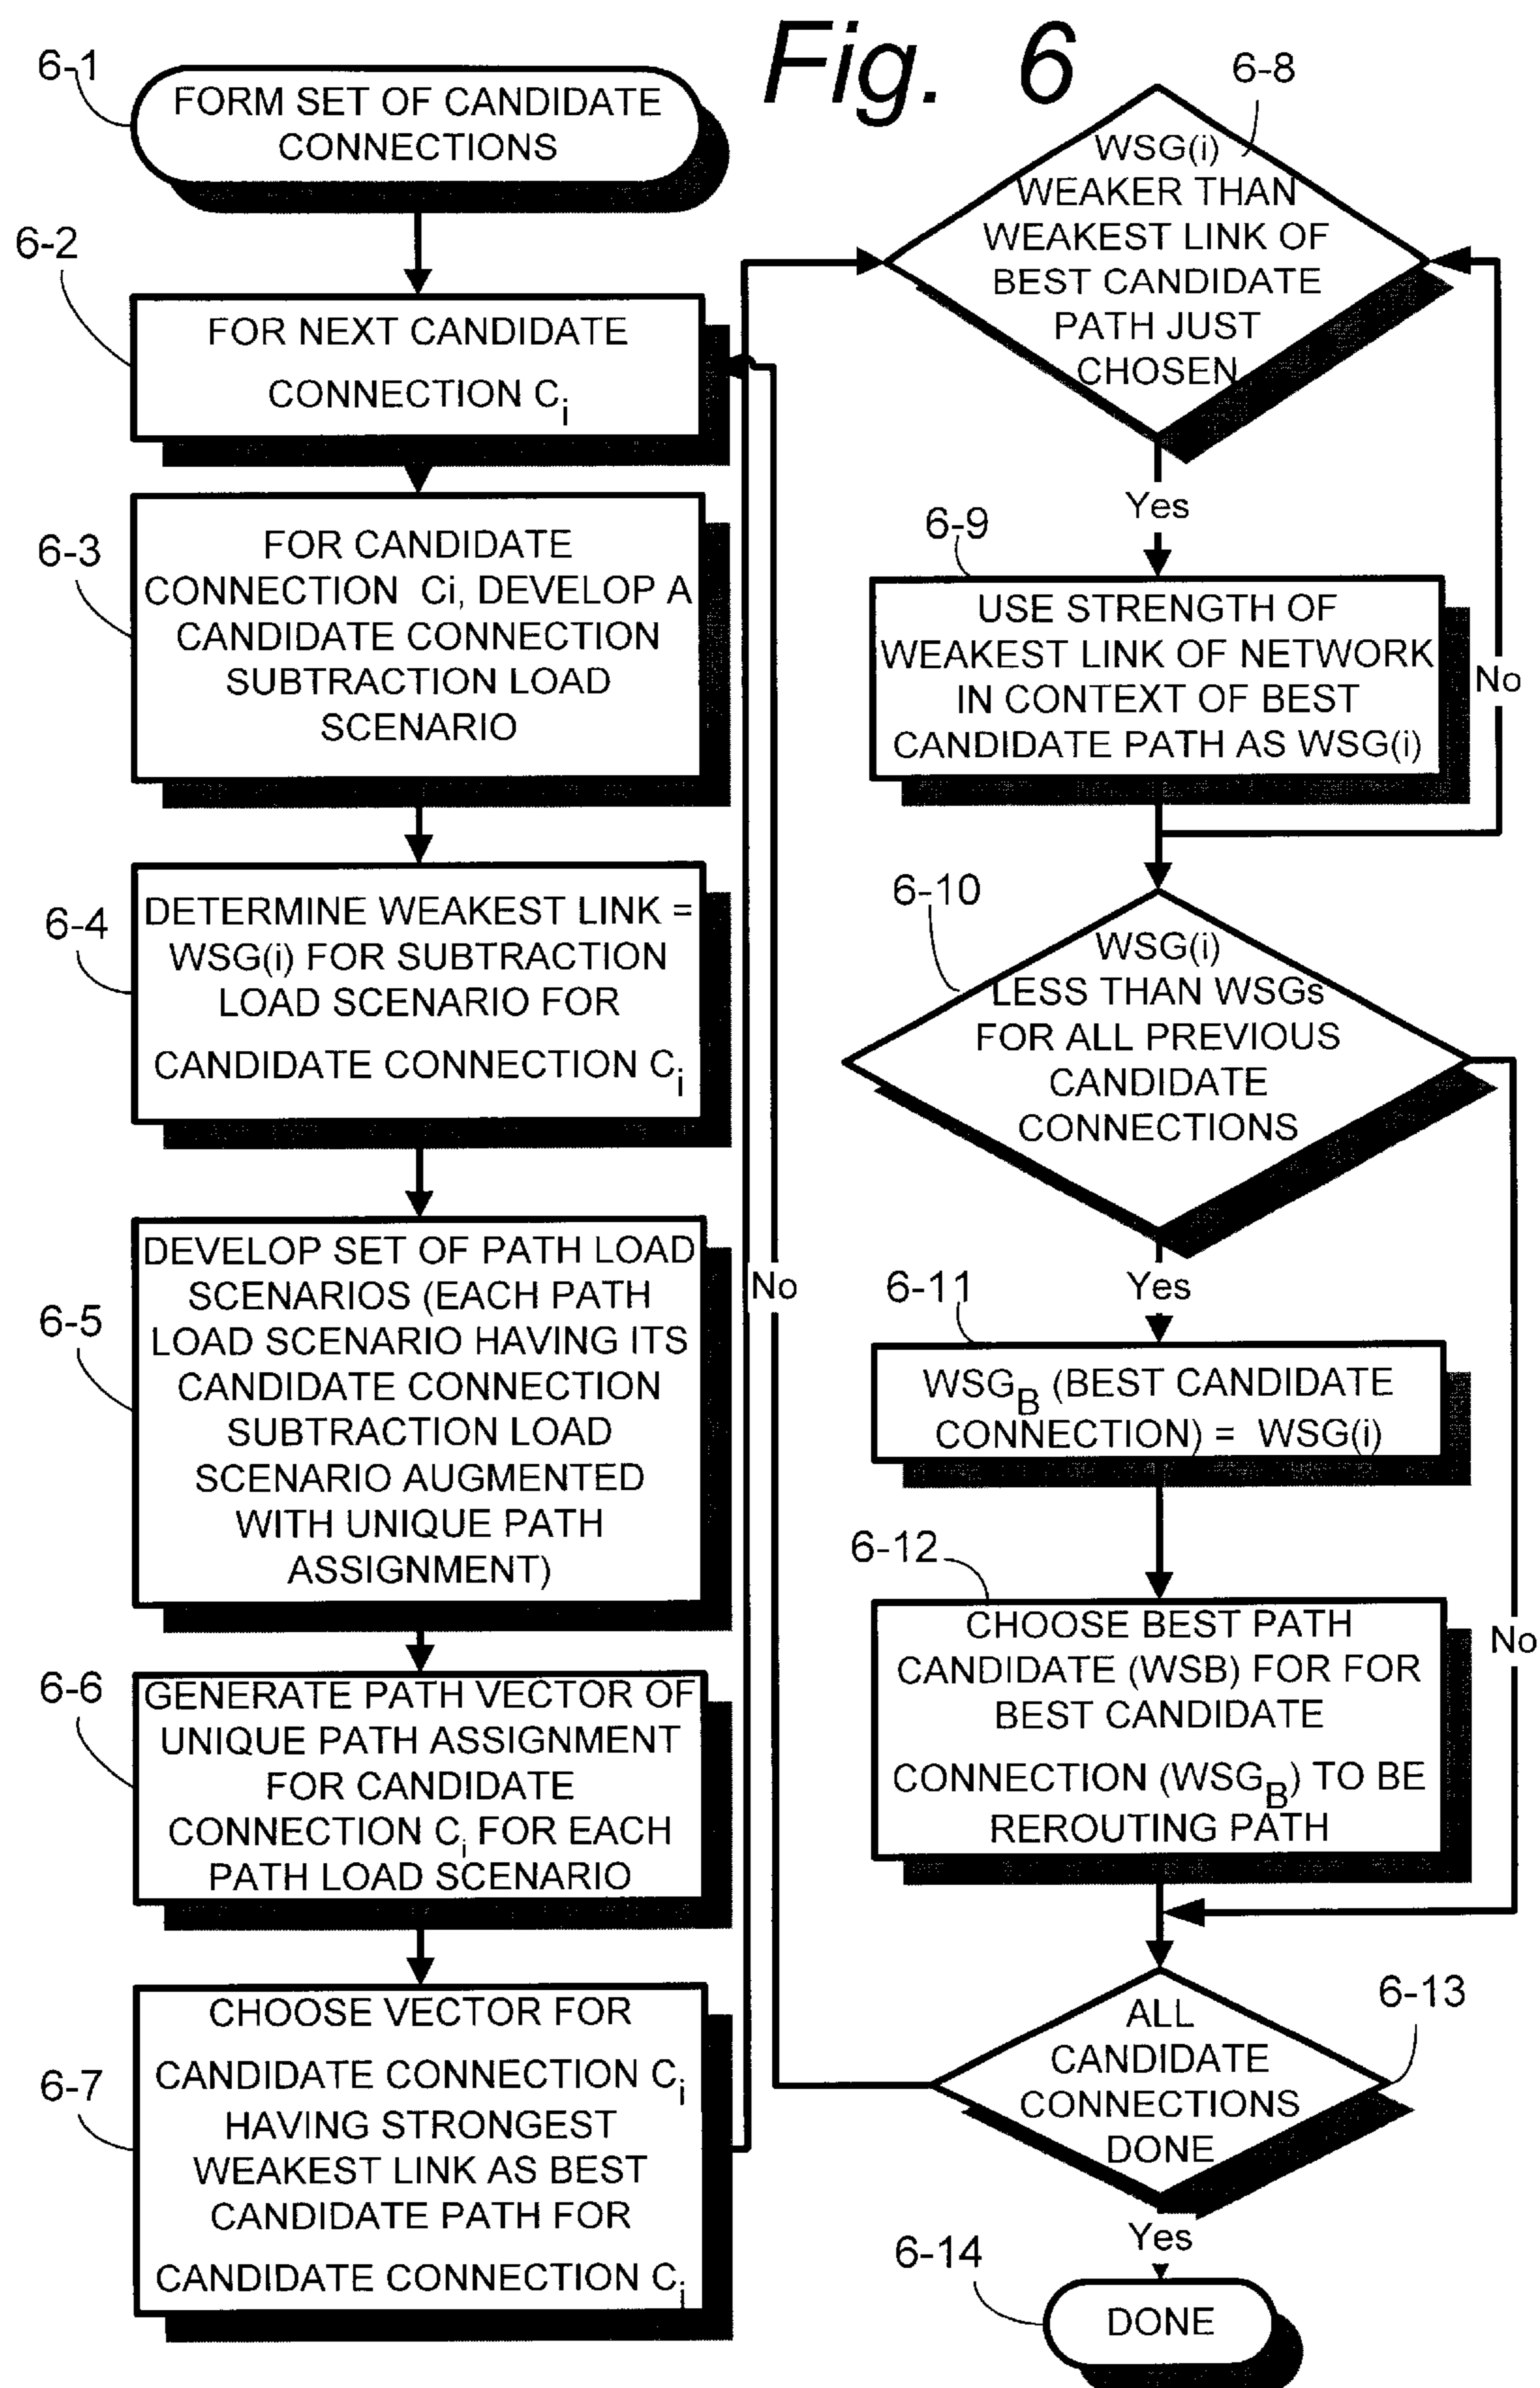 Fig. 6
6-1
FORM SET OF CANDIDATE
CONNECTIONS
6-2
FOR NEXT CANDIDATE
CONNECTION Ci
6-3
FOR CANDIDATE
CONNECTION Ci, DEVELOP A
CANDIDATE CONNECTION
SUBTRACTION LOAD
SCENARIO
6-4
DETERMINE WEAKEST LINK =
WSG(i) FOR SUBTRACTION
LOAD SCENARIO FOR
CANDIDATE CONNECTION Ci
6-5
DEVELOP SET OF PATH LOAD
SCENARIOS (EACH PATH
LOAD SCENARIO HAVING ITS
CANDIDATE CONNECTION
SUBTRACTION LOAD
SCENARIO AUGMENTED
WITH UNIQUE PATH
ASSIGNMENT)
6-6
GENERATE PATH VECTOR OF
UNIQUE PATH ASSIGNMENT
FOR CANDIDATE
CONNECTION Ci FOR EACH
PATH LOAD SCENARIO
6-7
CHOOSE VECTOR FOR
CANDIDATE CONNECTION Ci
HAVING STRONGEST
WEAKEST LINK AS BEST
CANDIDATE PATH FOR
CANDIDATE CONNECTION Ci
6-8
WSG(i)
WEAKER THAN
WEAKEST LINK OF
BEST CANDIDATE
PATH JUST
CHOSEN
Yes
No
6-9
USE STRENGTH OF
WEAKEST LINK OF NETWORK
IN CONTEXT OF BEST
CANDIDATE PATH AS WSG(i)
6-10
WSG(i)
LESS THAN WSGs
FOR ALL PREVIOUS
CANDIDATE
CONNECTIONS
Yes
No
6-11
WSGB (BEST CANDIDATE
CONNECTION) = WSG(i)
6-12
CHOOSE BEST PATH
CANDIDATE (WSB) FOR FOR
BEST CANDIDATE
CONNECTION (WSGB) TO BE
REROUTING PATH
6-13
ALL
CANDIDATE
CONNECTIONS
DONE
No
Yes
6-14
DONE